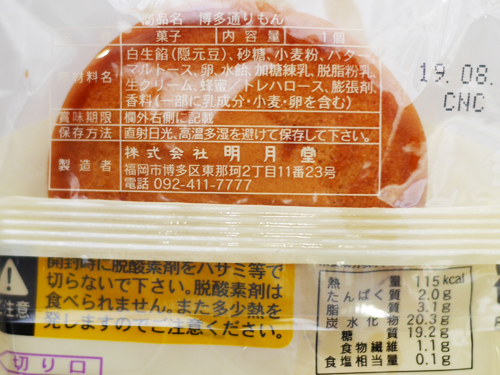 商品名 博多通りもん
菓子 内容量 1個
原材料名
白生餡(隠元豆)、砂糖、小麦粉、バター、
マルトース、卵、水飴、加糖練乳、脱脂粉乳、
生クリーム、蜂蜜/トレハロース、膨張剤、
香料(一部に乳成分・小麦・卵を含む)
賞味期限 欄外右側に記載
保存方法 直射日光、高温多湿を避けて保存して下さい。
製造者 株式会社 明月堂
福岡市博多区東那珂2丁目11番23号
電話 092-411-7777
19.08.
CNC
開封時に脱酸素剤をハサミ等で
切らないで下さい。脱酸素剤は
食べられません。また多少熱を
発しますのでご注意ください。
注意
切り口
熱量 115kcal
たんぱく質 2.0g
脂質 3.1g
炭水化物 20.3g
糖質 19.2g
食物繊維 1.1g
食塩相当量 0.1g